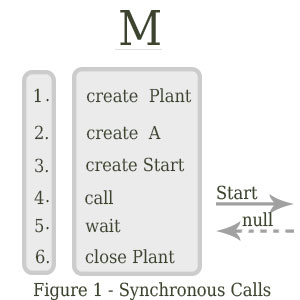 M
1. create Plant
2. create A
3. create Start
4. call
Start
5. wait
null
6. close Plant
Figure 1 - Synchronous Calls